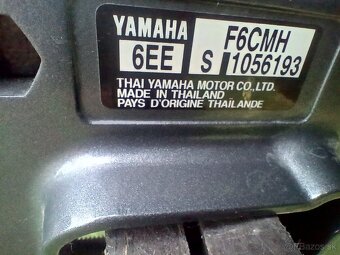 YAMAHA F6CMH
6EE S 1056193
THAI YAMAHA MOTOR CO.,LTD.
MADE IN THAILAND
PAYS D'ORIGINE THAILANDE